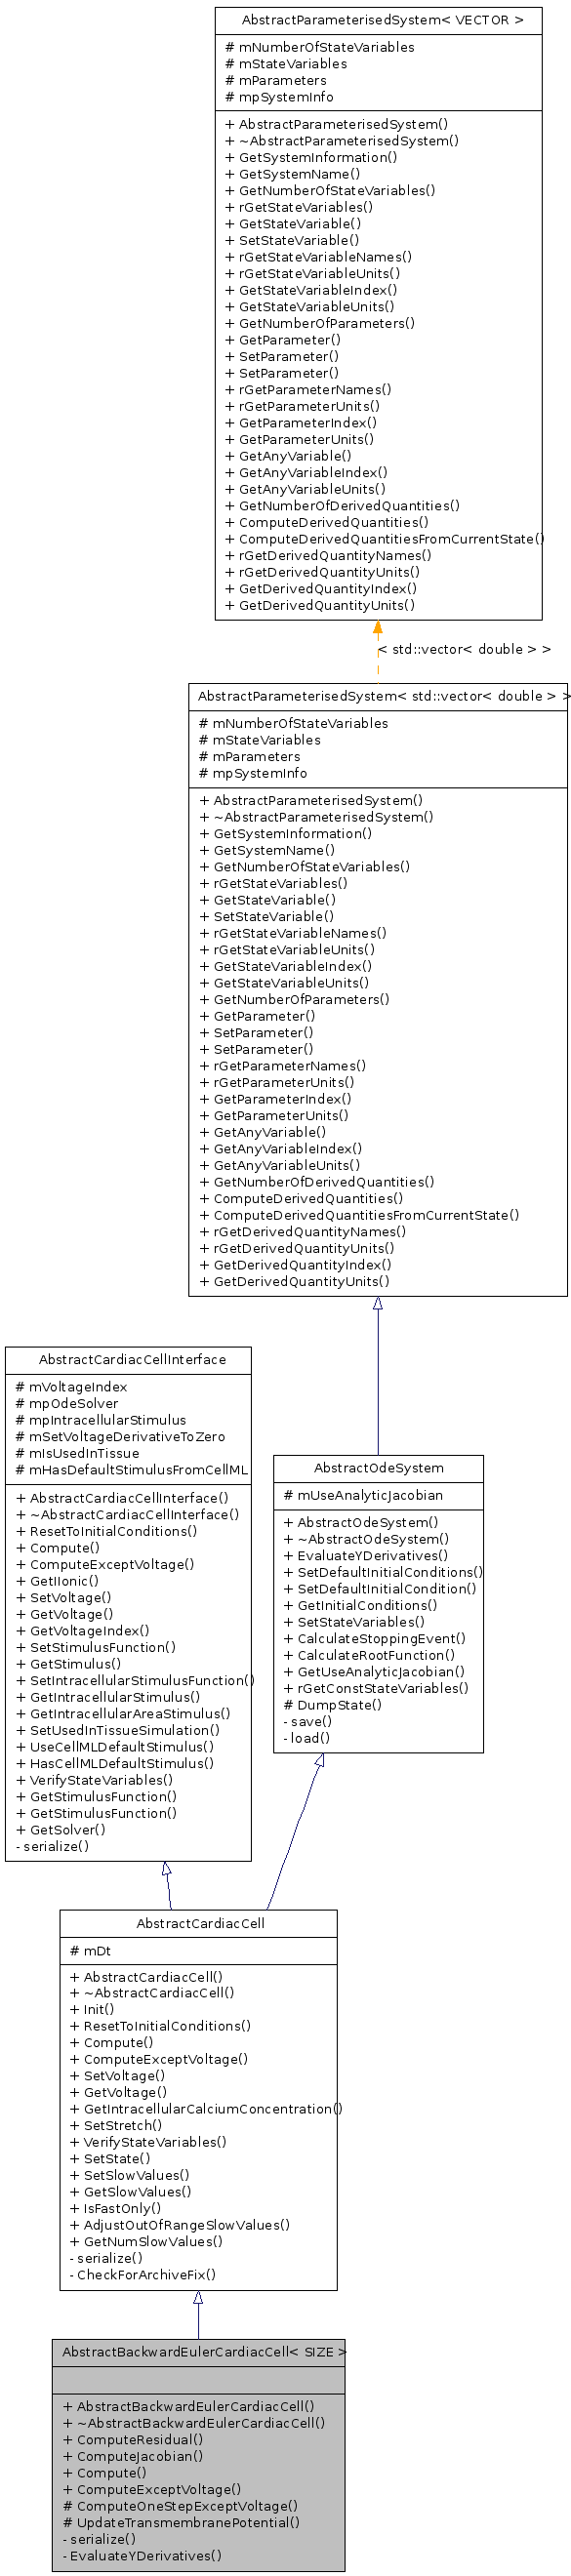 AbstractParameterisedSystem< VECTOR >
# mNumberOfStateVariables
# mStateVariables
# mParameters
# mpSystemInfo
+ AbstractParameterisedSystem()
+ ~AbstractParameterisedSystem()
+ GetSystemInformation()
+ GetSystemName()
+ GetNumberOfStateVariables()
+ rGetStateVariables()
+ GetStateVariable()
+ SetStateVariable()
+ rGetStateVariableNames()
+ rGetStateVariableUnits()
+ GetStateVariableIndex()
+ GetStateVariableUnits()
+ GetNumberOfParameters()
+ GetParameter()
+ SetParameter()
+ SetParameter()
+ rGetParameterNames()
+ rGetParameterUnits()
+ GetParameterIndex()
+ GetParameterUnits()
+ GetAnyVariable()
+ GetAnyVariableIndex()
+ GetAnyVariableUnits()
+ GetNumberOfDerivedQuantities()
+ ComputeDerivedQuantities()
+ ComputeDerivedQuantitiesFromCurrentState()
+ rGetDerivedQuantityNames()
+ rGetDerivedQuantityUnits()
+ GetDerivedQuantityIndex()
+ GetDerivedQuantityUnits()
< std::vector< double > >
AbstractParameterisedSystem< std::vector< double > >
# mNumberOfStateVariables
# mStateVariables
# mParameters
# mpSystemInfo
+ AbstractParameterisedSystem()
+ ~AbstractParameterisedSystem()
+ GetSystemInformation()
+ GetSystemName()
+ GetNumberOfStateVariables()
+ rGetStateVariables()
+ GetStateVariable()
+ SetStateVariable()
+ rGetStateVariableNames()
+ rGetStateVariableUnits()
+ GetStateVariableIndex()
+ GetStateVariableUnits()
+ GetNumberOfParameters()
+ GetParameter()
+ SetParameter()
+ SetParameter()
+ rGetParameterNames()
+ rGetParameterUnits()
+ GetParameterIndex()
+ GetParameterUnits()
+ GetAnyVariable()
+ GetAnyVariableIndex()
+ GetAnyVariableUnits()
+ GetNumberOfDerivedQuantities()
+ ComputeDerivedQuantities()
+ ComputeDerivedQuantitiesFromCurrentState()
+ rGetDerivedQuantityNames()
+ rGetDerivedQuantityUnits()
+ GetDerivedQuantityIndex()
+ GetDerivedQuantityUnits()
AbstractCardiacCellInterface
# mVoltageIndex
# mpOdeSolver
# mpIntracellularStimulus
# mSetVoltageDerivativeToZero
# mIsUsedInTissue
# mHasDefaultStimulusFromCellML
+ AbstractCardiacCellInterface()
+ ~AbstractCardiacCellInterface()
+ ResetToInitialConditions()
+ Compute()
+ ComputeExceptVoltage()
+ GetIIonic()
+ SetVoltage()
+ GetVoltage()
+ GetVoltageIndex()
+ SetStimulusFunction()
+ GetStimulus()
+ SetIntracellularStimulusFunction()
+ GetIntracellularStimulus()
+ GetIntracellularAreaStimulus()
+ SetUsedInTissueSimulation()
+ UseCellMLDefaultStimulus()
+ HasCellMLDefaultStimulus()
+ VerifyStateVariables()
+ GetStimulusFunction()
+ GetStimulusFunction()
+ GetSolver()
- serialize()
AbstractOdeSystem
# mUseAnalyticJacobian
+ AbstractOdeSystem()
+ ~AbstractOdeSystem()
+ EvaluateYDerivatives()
+ SetDefaultInitialConditions()
+ SetDefaultInitialCondition()
+ GetInitialConditions()
+ SetStateVariables()
+ CalculateStoppingEvent()
+ CalculateRootFunction()
+ GetUseAnalyticJacobian()
+ rGetConstStateVariables()
# DumpState()
- save()
- load()
AbstractCardiacCell
# mDt
+ AbstractCardiacCell()
+ ~AbstractCardiacCell()
+ Init()
+ ResetToInitialConditions()
+ Compute()
+ ComputeExceptVoltage()
+ SetVoltage()
+ GetVoltage()
+ GetIntracellularCalciumConcentration()
+ SetStretch()
+ VerifyStateVariables()
+ SetState()
+ SetSlowValues()
+ GetSlowValues()
+ IsFastOnly()
+ AdjustOutOfRangeSlowValues()
+ GetNumSlowValues()
- serialize()
- CheckForArchiveFix()
AbstractBackwardEulerCardiacCell< SIZE >
+ AbstractBackwardEulerCardiacCell()
+ ~AbstractBackwardEulerCardiacCell()
+ ComputeResidual()
+ ComputeJacobian()
+ Compute()
+ ComputeExceptVoltage()
# ComputeOneStepExceptVoltage()
# UpdateTransmembranePotential()
- serialize()
- EvaluateYDerivatives()